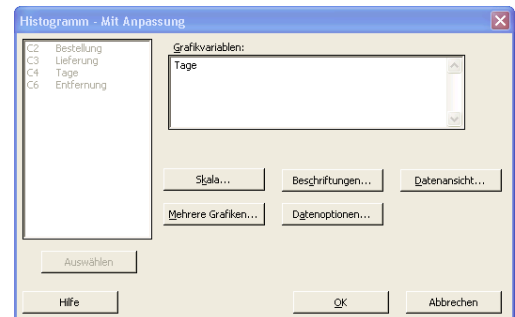 Histogramm - Mit Anpassung
C2 Bestellung
C3 Lieferung
C4 Tage
C6 Entfernung
Grafikvariablen:
Tage
Skala...
Beschriftungen...
Datenansicht...
Mehrere Grafiken...
Datenoptionen...
Auswählen
Hilfe
OK
Abbrechen